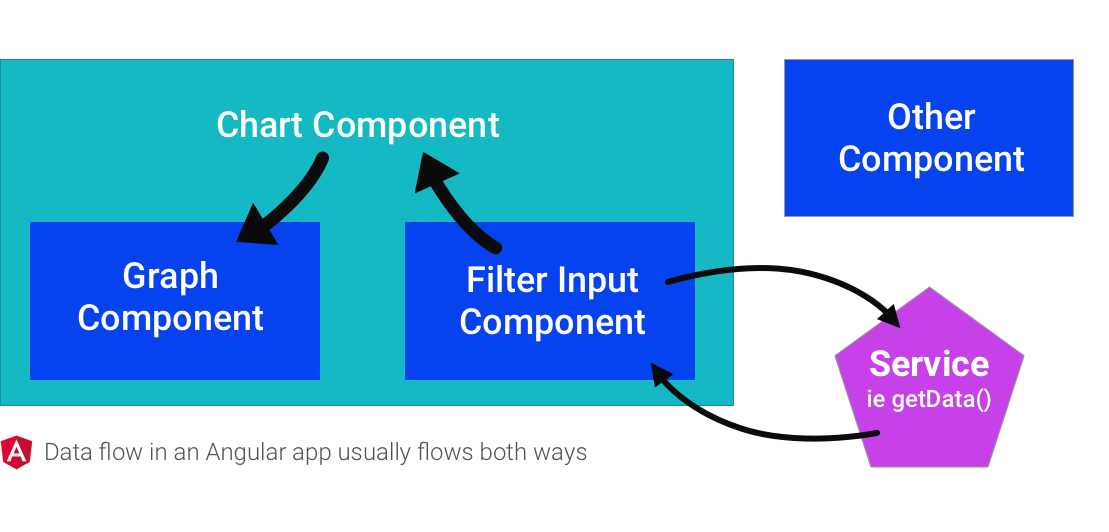 Chart Component
Graph
Component
Filter Input
Component
Other
Component
Service
ie getData()
A
Data flow in an Angular app usually flows both ways